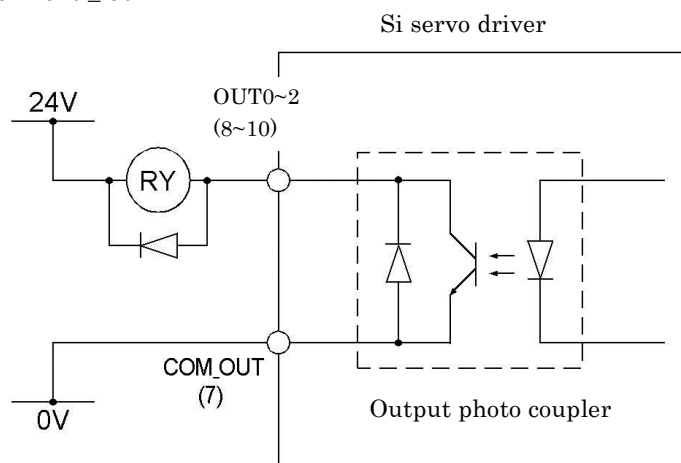 Si servo driver
24V
OUT0~2
(8~10)
RY
COM_OUT
(7)
0V
Output photo coupler